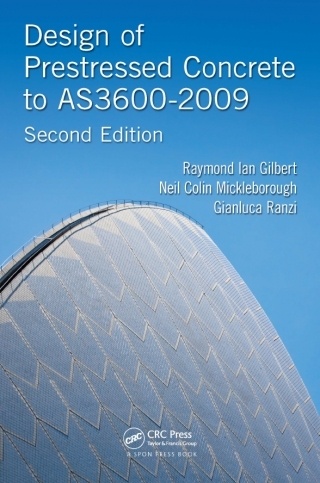 Design of
Prestressed Concrete
to AS3600-2009
Second Edition
Raymond Ian Gilbert
Neil Colin Mickleborough
Gianluca Ranzi
CRC
CRC Press
Taylor & Francis Group
A SPON PRESS BOOK